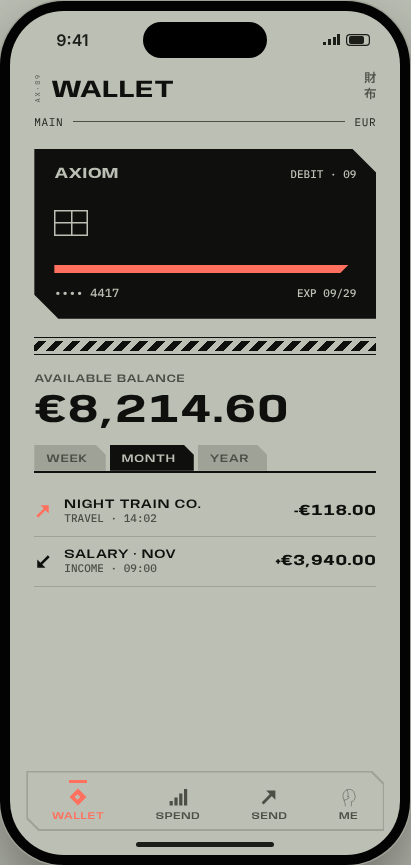 9:41
AX·09
WALLET
財布
MAIN
EUR
AXIOM
DEBIT · 09
•••• 4417
EXP 09/29
AVAILABLE BALANCE
€8,214.60
WEEK
MONTH
YEAR
NIGHT TRAIN CO.
-€118.00
TRAVEL · 14:02
SALARY · NOV
+€3,940.00
INCOME · 09:00
WALLET
SPEND
SEND
ME